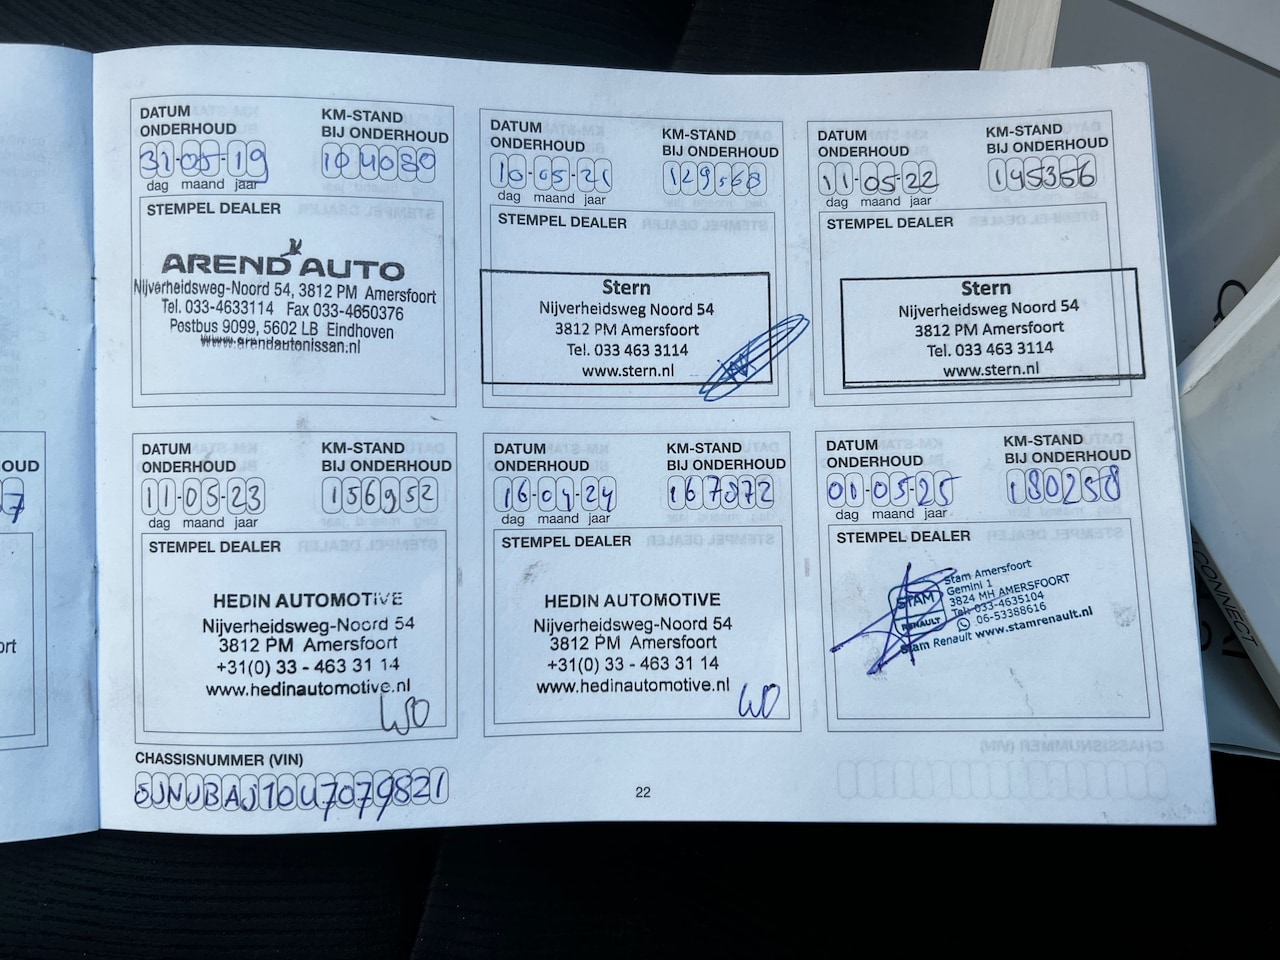 DATUM
ONDERHOUD
KM-STAND
BIJ ONDERHOUD
31-05-19
104080
dag maand jaar
STEMPEL DEALER
AREND AUTO
Nijverheidsweg-Noord 54, 3812 PM Amersfoort
Tel. 033-4633114 Fax 033-4650376
Postbus 9099, 5602 LB Eindhoven
www.arendautonissan.nl
DATUM
ONDERHOUD
KM-STAND
BIJ ONDERHOUD
10-05-21
129568
dag maand jaar
STEMPEL DEALER
Stern
Nijverheidsweg Noord 54
3812 PM Amersfoort
Tel. 033 463 3114
www.stern.nl
DATUM
ONDERHOUD
KM-STAND
BIJ ONDERHOUD
11-05-22
145356
dag maand jaar
STEMPEL DEALER
Stern
Nijverheidsweg Noord 54
3812 PM Amersfoort
Tel. 033 463 3114
www.stern.nl
DATUM
ONDERHOUD
KM-STAND
BIJ ONDERHOUD
11-05-23
156952
dag maand jaar
STEMPEL DEALER
HEDIN AUTOMOTIVE
Nijverheidsweg-Noord 54
3812 PM Amersfoort
+31(0) 33 - 463 31 14
www.hedinautomotive.nl
DATUM
ONDERHOUD
KM-STAND
BIJ ONDERHOUD
16-04-24
167872
dag maand jaar
STEMPEL DEALER
HEDIN AUTOMOTIVE
Nijverheidsweg-Noord 54
3812 PM Amersfoort
+31(0) 33 - 463 31 14
www.hedinautomotive.nl
DATUM
ONDERHOUD
KM-STAND
BIJ ONDERHOUD
01-05-25
180258
dag maand jaar
STEMPEL DEALER
STAM
RENAULT
Stam Amersfoort
Gemini 1
3824 MH AMERSFOORT
Tel: 033-4635104
06-53388616
Stam Renault www.stamrenault.nl
CHASSISNUMMER (VIN)
SJNJBAJ10U7079821
22
CONNECT